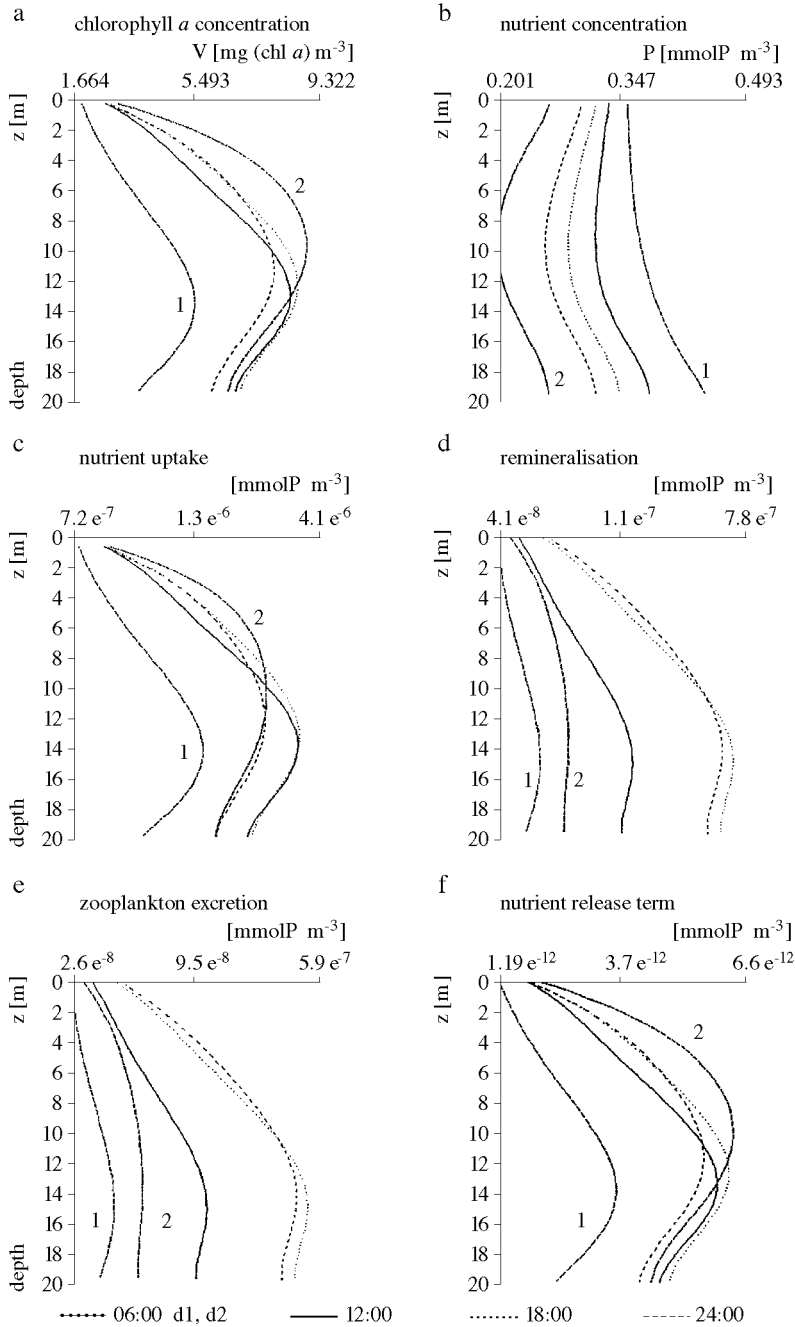 a
chlorophyll a concentration
V [mg (chl a) m-3]
1.664 5.493 9.322
0
2
4
6
8
10
12
14
16
18
20
z [m]
depth
1
2
b
nutrient concentration
P [mmolP m-3]
0.201 0.347 0.493
0
2
4
6
8
10
12
14
16
18
20
z [m]
depth
2
1
c
nutrient uptake
[mmolP m-3]
7.2 e-7 1.3 e-6 4.1 e-6
0
2
4
6
8
10
12
14
16
18
20
z [m]
depth
2
1
d
remineralisation
[mmolP m-3]
4.1 e-8 1.1 e-7 7.8 e-7
0
2
4
6
8
10
12
14
16
18
20
z [m]
depth
1 2
e
zooplankton excretion
[mmolP m-3]
2.6 e-8 9.5 e-8 5.9 e-7
0
2
4
6
8
10
12
14
16
18
20
z [m]
depth
1 2
f
nutrient release term
[mmolP m-3]
1.19 e-12 3.7 e-12 6.6 e-12
0
2
4
6
8
10
12
14
16
18
20
z [m]
depth
2
1
06:00 d1, d2 12:00 18:00 24:00